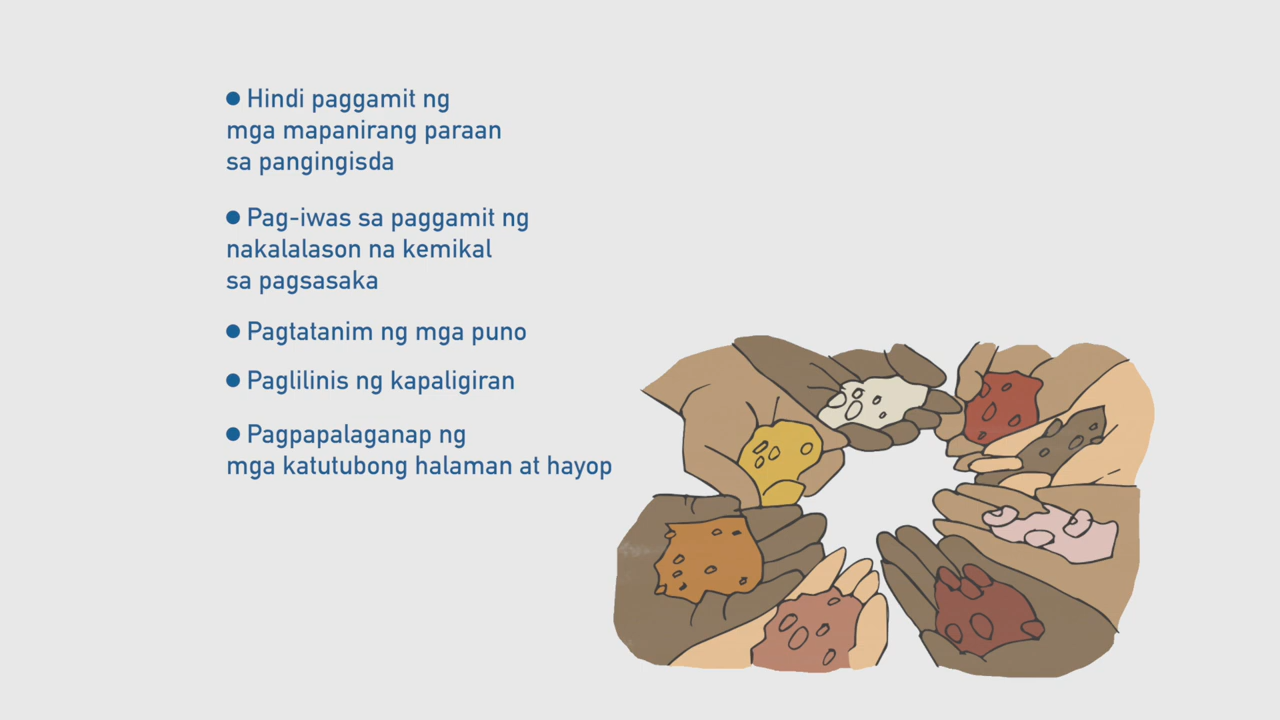 ● Hindi paggamit ng
mga mapanirang paraan
sa pangingisda
● Pag-iwas sa paggamit ng
nakalalason na kemikal
sa pagsasaka
● Pagtatanim ng mga puno
● Paglilinis ng kapaligiran
● Pagpapalaganap ng
mga katutubong halaman at hayop